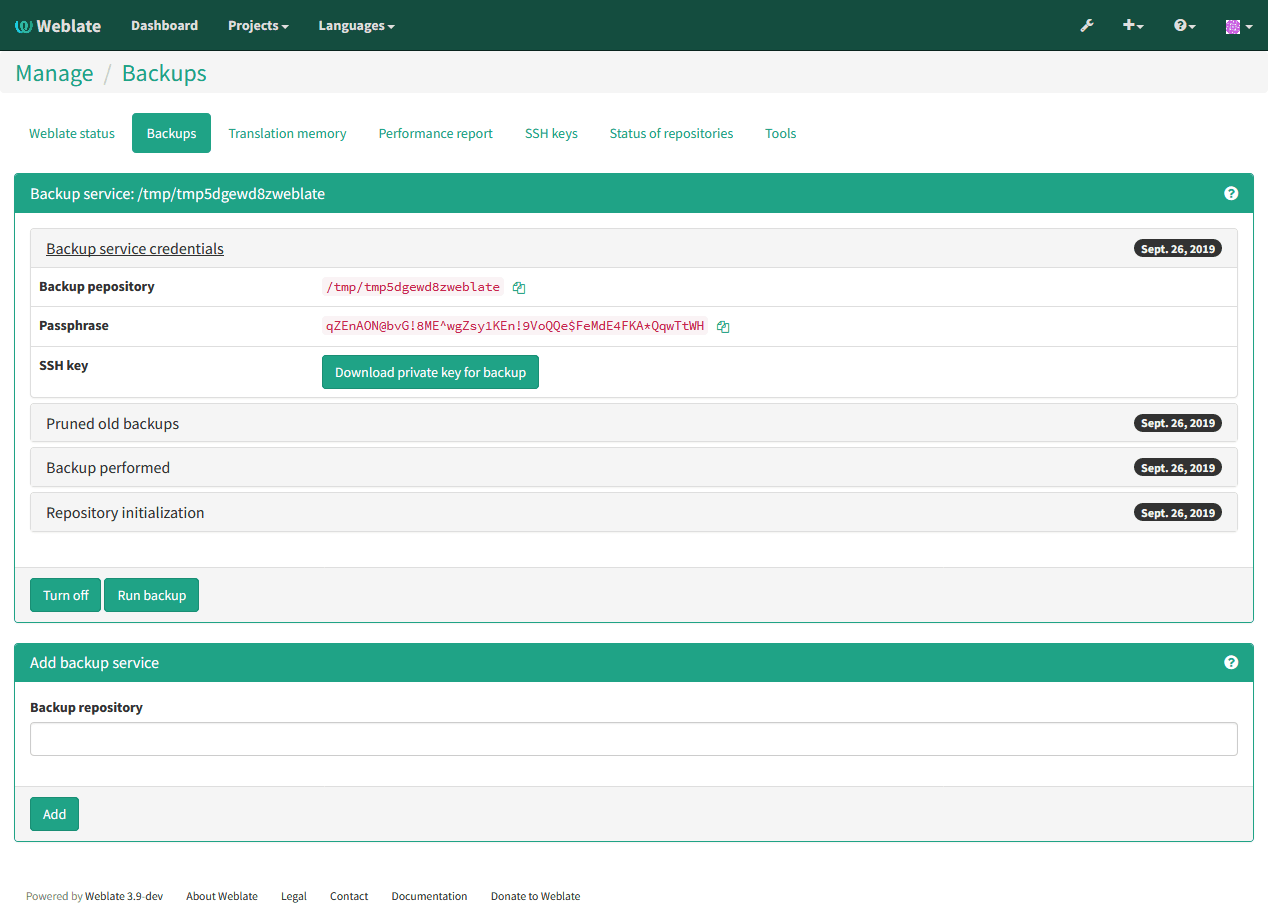 Weblate Dashboard Projects Languages
Manage / Backups
Weblate status Backups Translation memory Performance report SSH keys Status of repositories Tools
Backup service: /tmp/tmp5dgewd8zweblate
Backup service credentials Sept. 26, 2019
Backup pepository /tmp/tmp5dgewd8zweblate
Passphrase qZEnAON@bvG!8ME^wgZsy1KEn!9VoQQe$FeMdE4FKA*QqwTtWH
SSH key Download private key for backup
Pruned old backups Sept. 26, 2019
Backup performed Sept. 26, 2019
Repository initialization Sept. 26, 2019
Turn off Run backup
Add backup service
Backup repository
Add
Powered by Weblate 3.9-dev About Weblate Legal Contact Documentation Donate to Weblate